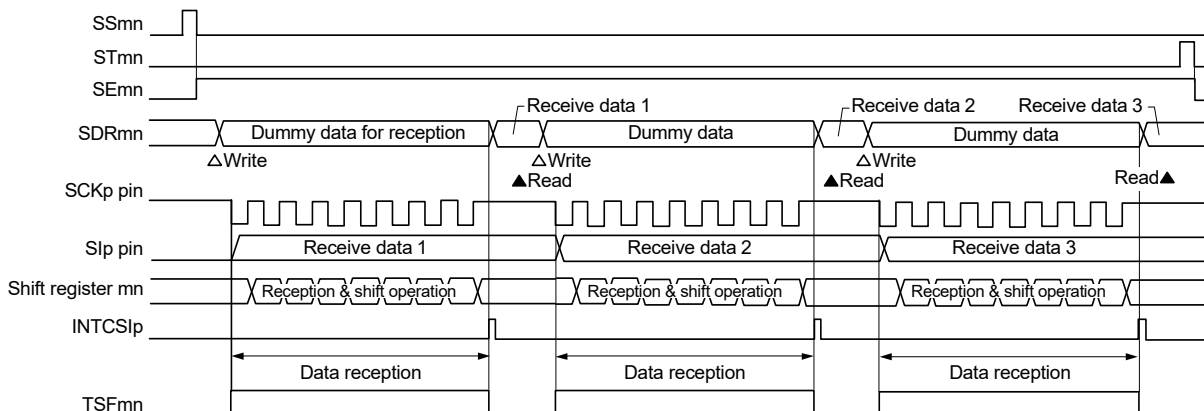 SSmn
STmn
SEmn
Receive data 1 Receive data 2 Receive data 3
SDRmn Dummy data for reception Dummy data Dummy data
△Write △Write △Write
▲Read ▲Read Read▲
SCKp pin
SIp pin Receive data 1 Receive data 2 Receive data 3
Shift register mn Reception & shift operation Reception & shift operation Reception & shift operation
INTCSIp
Data reception Data reception Data reception
TSFmn